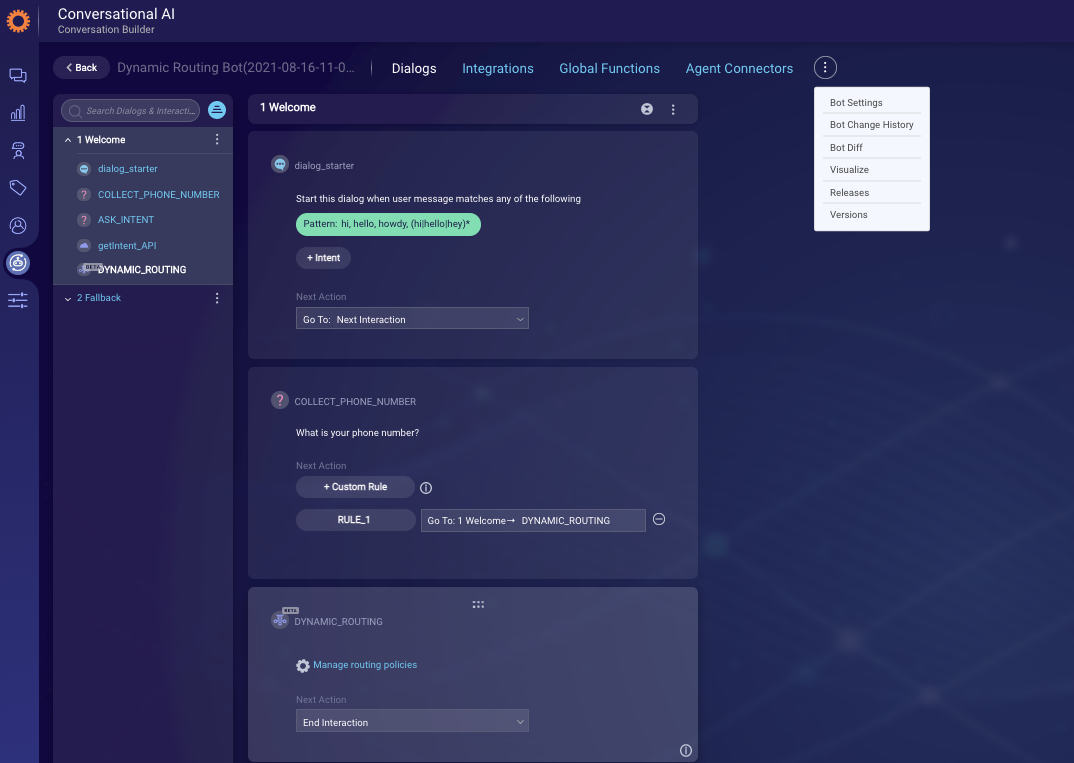 Conversational AI
Conversation Builder
Back
Dynamic Routing Bot(2021-08-16-11-0...
Dialogs
Integrations
Global Functions
Agent Connectors
Bot Settings
Bot Change History
Bot Diff
Visualize
Releases
Versions
Search Dialogs & Interacti...
1 Welcome
dialog_starter
? COLLECT_PHONE_NUMBER
? ASK_INTENT
getIntent_API
BETA
DYNAMIC_ROUTING
2 Fallback
1 Welcome
dialog_starter
Start this dialog when user message matches any of the following
Pattern: hi, hello, howdy, (hi|hello|hey)*
+ Intent
Next Action
Go To: Next Interaction
? COLLECT_PHONE_NUMBER
What is your phone number?
Next Action
+ Custom Rule
RULE_1
Go To: 1 Welcome→ DYNAMIC_ROUTING
BETA
DYNAMIC_ROUTING
Manage routing policies
Next Action
End Interaction